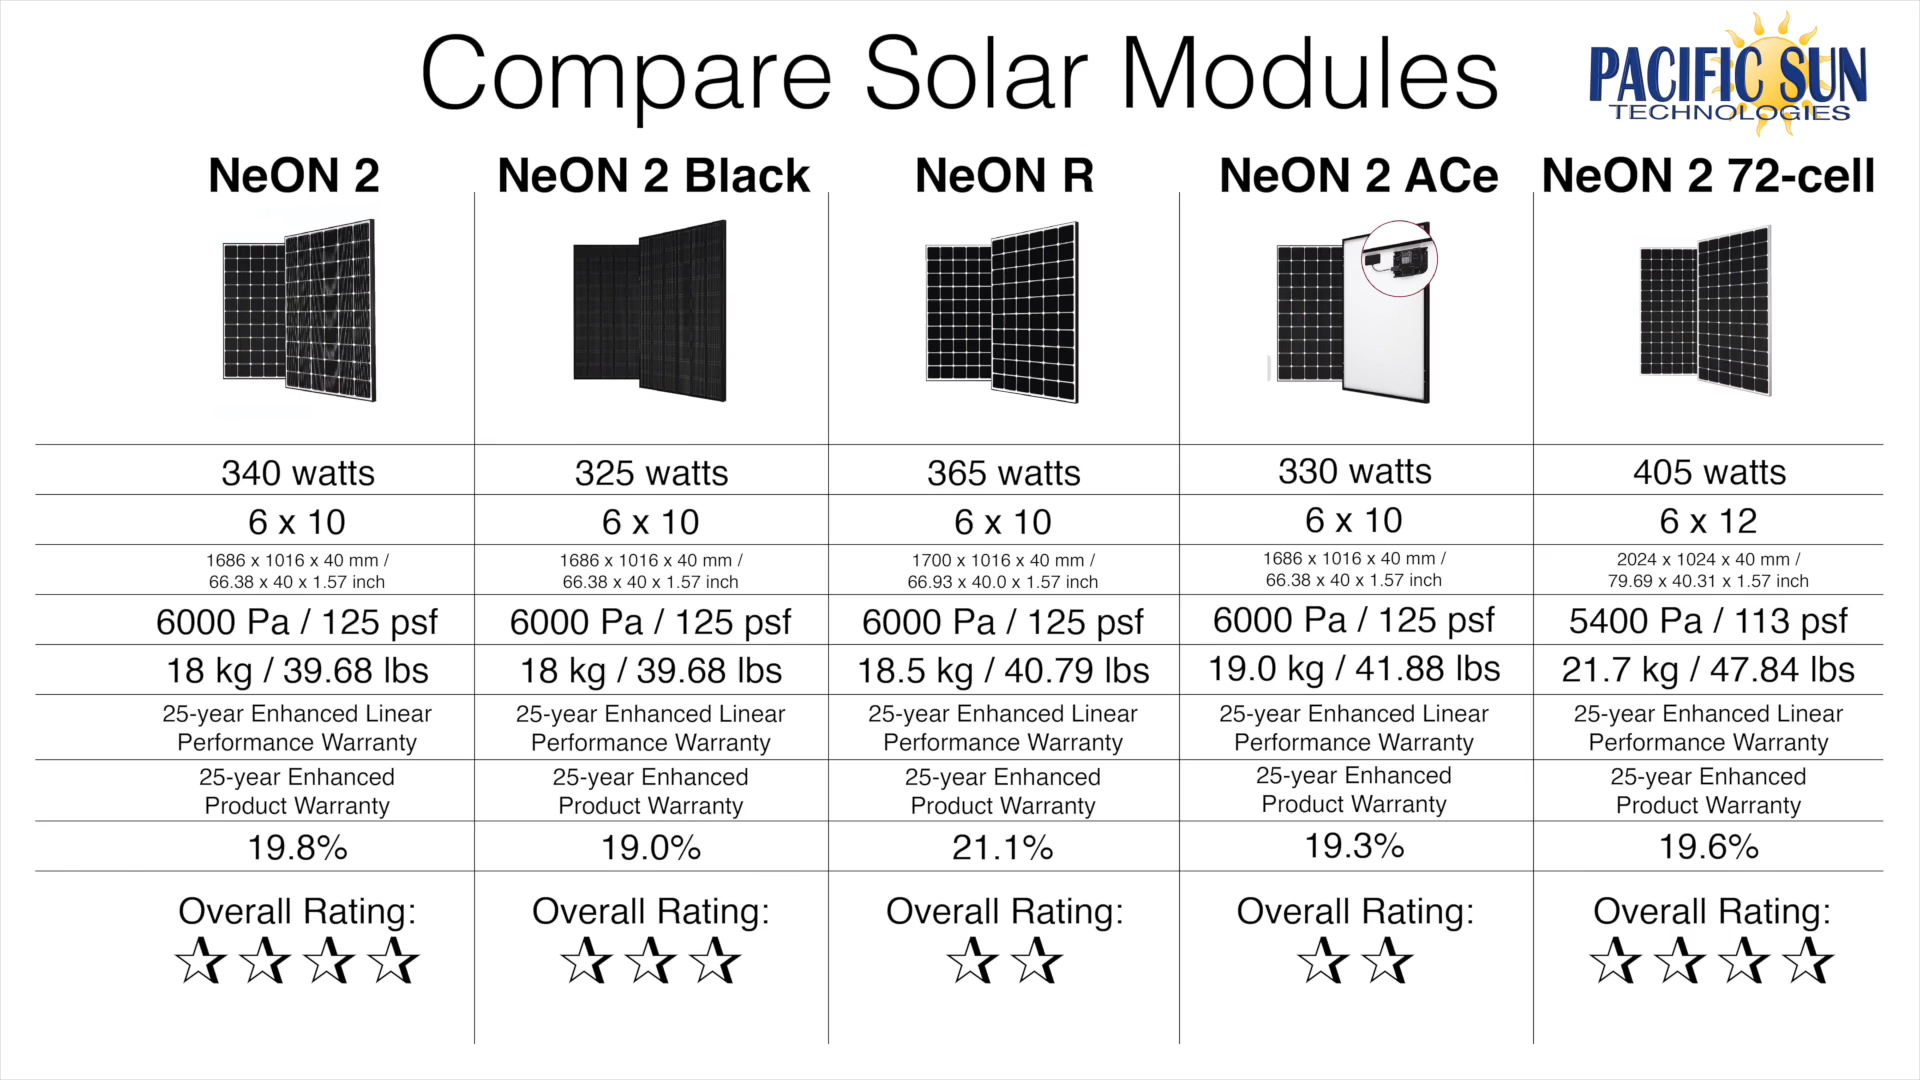 Compare Solar Modules
PACIFIC SUN
TECHNOLOGIES
NeON 2
NeON 2 Black
NeON R
NeON 2 ACe
NeON 2 72-cell
340 watts
325 watts
365 watts
330 watts
405 watts
6 x 10
6 x 10
6 x 10
6 x 10
6 x 12
1686 x 1016 x 40 mm /
66.38 x 40 x 1.57 inch
1686 x 1016 x 40 mm /
66.38 x 40 x 1.57 inch
1700 x 1016 x 40 mm /
66.93 x 40.0 x 1.57 inch
1686 x 1016 x 40 mm /
66.38 x 40 x 1.57 inch
2024 x 1024 x 40 mm /
79.69 x 40.31 x 1.57 inch
6000 Pa / 125 psf
6000 Pa / 125 psf
6000 Pa / 125 psf
6000 Pa / 125 psf
5400 Pa / 113 psf
18 kg / 39.68 lbs
18 kg / 39.68 lbs
18.5 kg / 40.79 lbs
19.0 kg / 41.88 lbs
21.7 kg / 47.84 lbs
25-year Enhanced Linear
Performance Warranty
25-year Enhanced Linear
Performance Warranty
25-year Enhanced Linear
Performance Warranty
25-year Enhanced Linear
Performance Warranty
25-year Enhanced Linear
Performance Warranty
25-year Enhanced
Product Warranty
25-year Enhanced
Product Warranty
25-year Enhanced
Product Warranty
25-year Enhanced
Product Warranty
25-year Enhanced
Product Warranty
19.8%
19.0%
21.1%
19.3%
19.6%
Overall Rating:
Overall Rating:
Overall Rating:
Overall Rating:
Overall Rating: